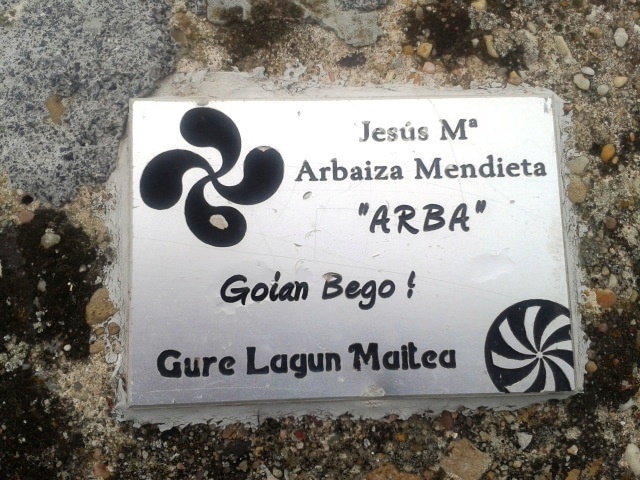 Jesús Mª
Arbaiza Mendieta
"ARBA"
Goian Bego !
Gure Lagun Maitea